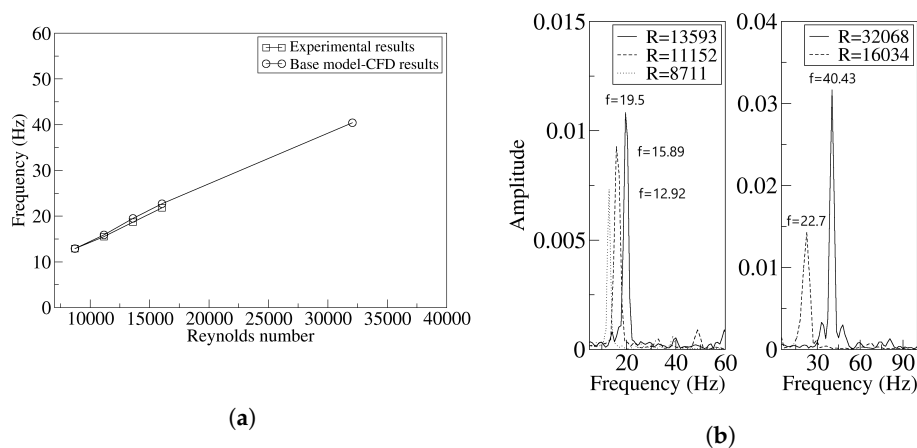 60
50
40
30
20
10
0
Frequency (Hz)
Experimental results
Base model-CFD results
10000 15000 20000 25000 30000 35000 40000
Reynolds number
(a)
0.015
0.01
0.005
0
Amplitude
R=13593
R=11152
R=8711
f=19.5
f=15.89
f=12.92
20 40 60
Frequency (Hz)
0.04
0.03
0.02
0.01
0
R=32068
R=16034
f=40.43
f=22.7
30 60 90
Frequency (Hz)
(b)